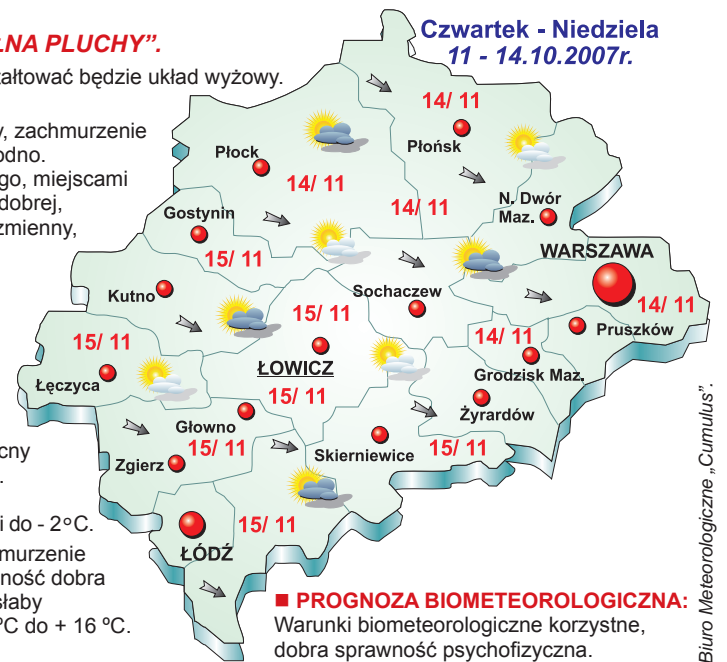 ŁNA PLUCHY”.
Czwartek - Niedziela
11 - 14.10.2007r.
tałtować będzie układ wyżowy.
y, zachmurzenie
odno.
go, miejscami
dobrej,
zmienny,
14/ 11
Płońsk
Płock
14/ 11
14/ 11
N. Dwór
Maz.
Gostynin
15/ 11
WARSZAWA
Kutno
Sochaczew
14/ 11
15/ 11
Pruszków
15/ 11
14/ 11
ŁOWICZ
Łęczyca
Grodzisk Maz.
15/ 11
Żyrardów
Głowno
15/ 11
Skierniewice
15/ 11
Zgierz
cny
.
i do - 2°C.
15/ 11
ŁÓDŹ
murzenie
ność dobra
słaby
°C do + 16 ºC.
■ PROGNOZA BIOMETEOROLOGICZNA:
Warunki biometeorologiczne korzystne,
dobra sprawność psychofizyczna.
Biuro Meteorologiczne „Cumulus”.